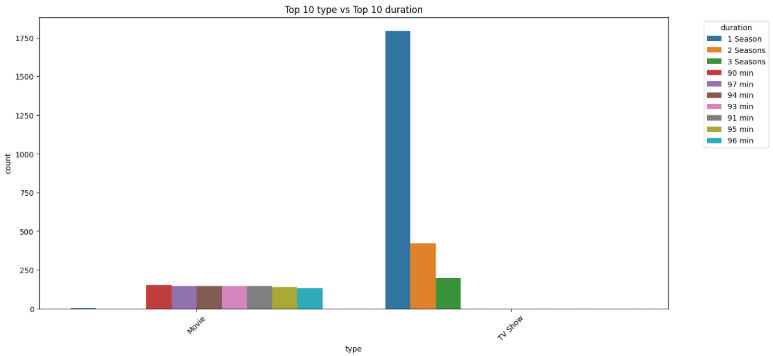 Top 10 type vs Top 10 duration
duration
1 Season
2 Seasons
3 Seasons
90 min
97 min
94 min
93 min
91 min
95 min
96 min
count
1750
1500
1250
1000
750
500
250
0
Movie
TV Show
type